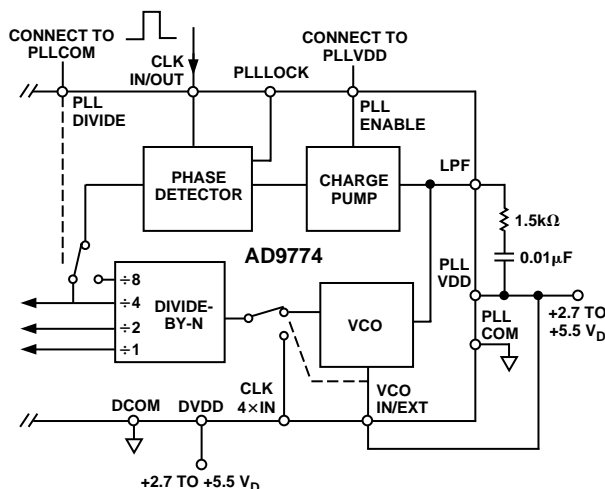 CONNECT TO
PLLCOM
CLK
IN/OUT
PLLLOCK
CONNECT TO
PLLVDD
PLL
DIVIDE
PLL
ENABLE
PHASE
DETECTOR
CHARGE
PUMP
LPF
1.5kΩ
0.01μF
AD9774
PLL
VDD
+2.7 TO
+5.5 V_D
PLL
COM
÷8
÷4
÷2
÷1
DIVIDE-
BY-N
VCO
CLK
4×IN
VCO
IN/EXT
DCOM
DVDD
+2.7 TO +5.5 V_D